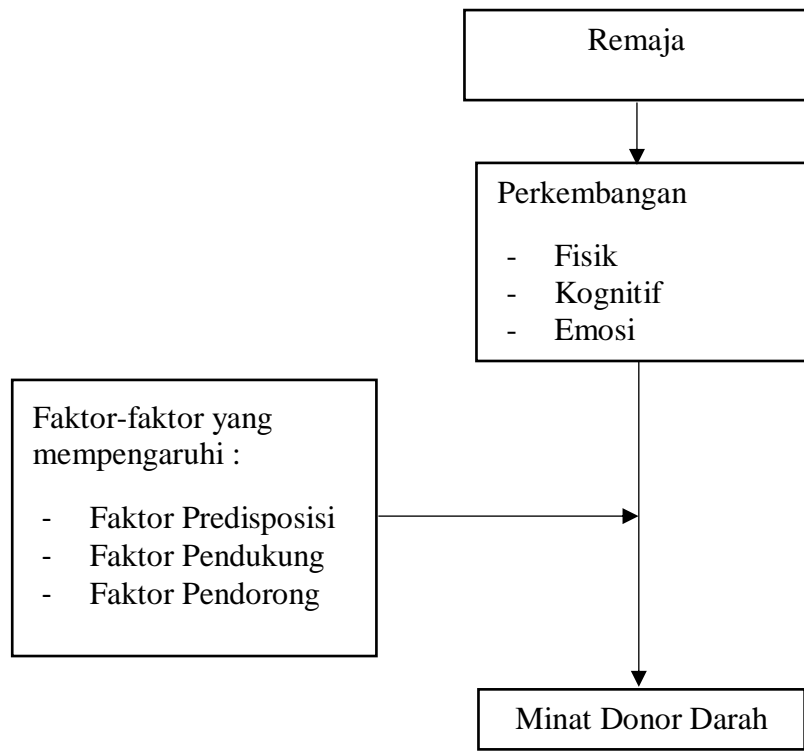 Remaja
Perkembangan
- Fisik
- Kognitif
- Emosi
Faktor-faktor yang
mempengaruhi :
- Faktor Predisposisi
- Faktor Pendukung
- Faktor Pendorong
Minat Donor Darah